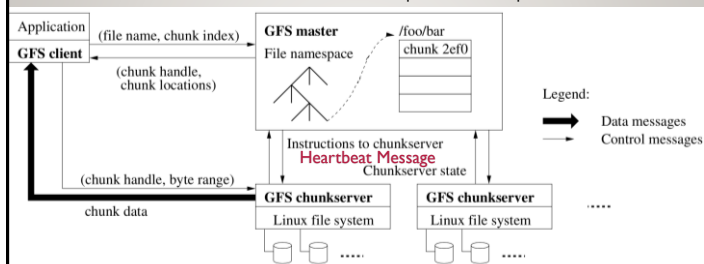 Application
GFS client
(file name, chunk index)
(chunk handle,
chunk locations)
GFS master
File namespace
/foo/bar
chunk 2ef0
Legend:
Data messages
Control messages
Instructions to chunkserver
Heartbeat Message
Chunkserver state
(chunk handle, byte range)
chunk data
GFS chunkserver
Linux file system
GFS chunkserver
Linux file system